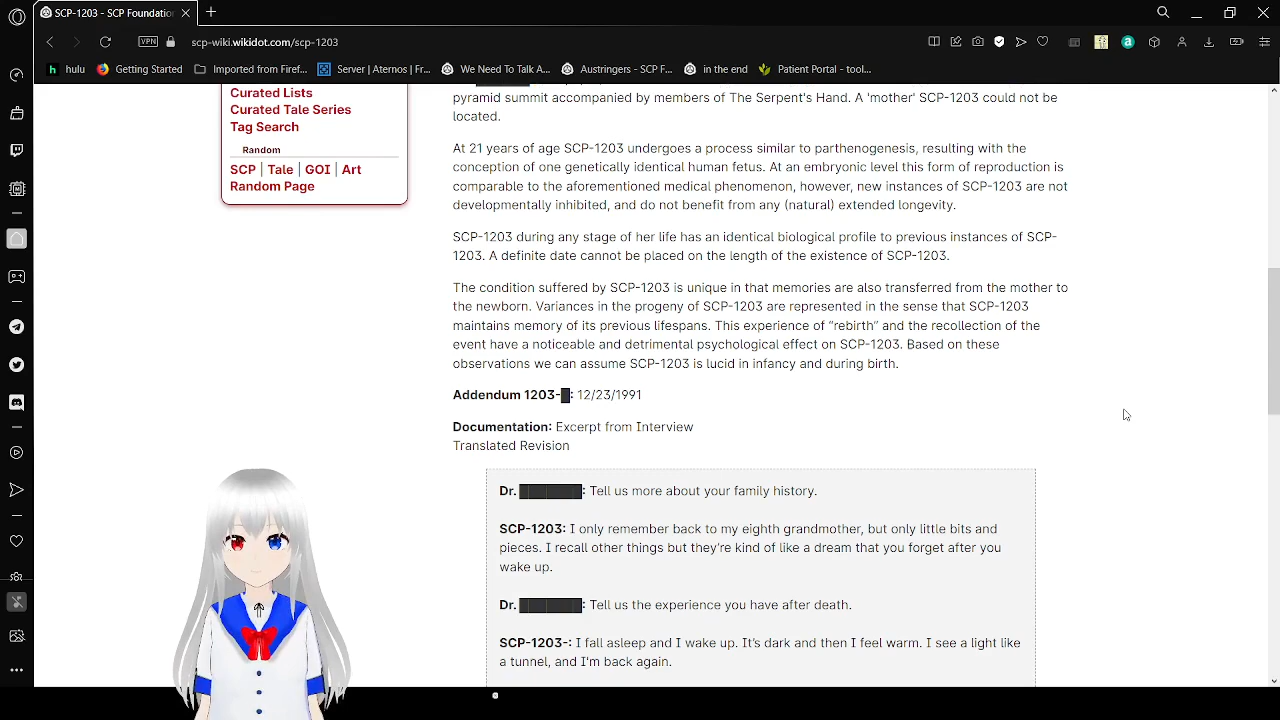 SCP-1203 - SCP Foundation
scp-wiki.wikidot.com/scp-1203
VPN
hulu
Getting Started
Imported from Firef...
Server | Aternos | Fr...
We Need To Talk A...
Austringers - SCP F...
in the end
Patient Portal - tool...
Curated Lists
Curated Tale Series
Tag Search
Random
SCP | Tale | GOI | Art
Random Page
pyramid summit accompanied by members of The Serpent's Hand. A 'mother' SCP-1203 could not be
located.
At 21 years of age SCP-1203 undergoes a process similar to parthenogenesis, resulting with the
conception of one genetically identical human fetus. At an embryonic level this form of reproduction is
comparable to the aforementioned medical phenomenon, however, new instances of SCP-1203 are not
developmentally inhibited, and do not benefit from any (natural) extended longevity.
SCP-1203 during any stage of her life has an identical biological profile to previous instances of SCP-
1203. A definite date cannot be placed on the length of the existence of SCP-1203.
The condition suffered by SCP-1203 is unique in that memories are also transferred from the mother to
the newborn. Variances in the progeny of SCP-1203 are represented in the sense that SCP-1203
maintains memory of its previous lifespans. This experience of “rebirth” and the recollection of the
event have a noticeable and detrimental psychological effect on SCP-1203. Based on these
observations we can assume SCP-1203 is lucid in infancy and during birth.
Addendum 1203-█: 12/23/1991
Documentation: Excerpt from Interview
Translated Revision
Dr. ███████: Tell us more about your family history.
SCP-1203: I only remember back to my eighth grandmother, but only little bits and
pieces. I recall other things but they're kind of like a dream that you forget after you
wake up.
Dr. ███████: Tell us the experience you have after death.
SCP-1203-: I fall asleep and I wake up. It’s dark and then I feel warm. I see a light like
a tunnel, and I'm back again.